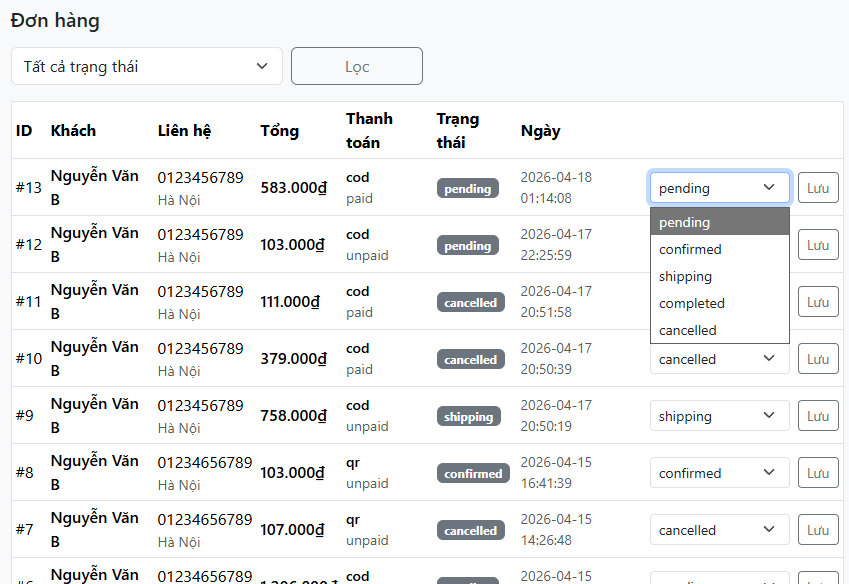 Đơn hàng
Tất cả trạng thái
Lọc
ID Khách Liên hệ Tổng Thanh toán Trạng thái Ngày
#13 Nguyễn Văn B 0123456789 Hà Nội 583.000₫ cod paid pending 2026-04-18 01:14:08 pending Lưu
pending
confirmed
shipping
completed
cancelled
#12 Nguyễn Văn B 0123456789 Hà Nội 103.000₫ cod unpaid pending 2026-04-17 22:25:59 Lưu
#11 Nguyễn Văn B 0123456789 Hà Nội 111.000₫ cod paid cancelled 2026-04-17 20:51:58 Lưu
#10 Nguyễn Văn B 0123456789 Hà Nội 379.000₫ cod paid cancelled 2026-04-17 20:50:39 cancelled Lưu
#9 Nguyễn Văn B 0123456789 Hà Nội 758.000₫ cod unpaid shipping 2026-04-17 20:50:19 shipping Lưu
#8 Nguyễn Văn B 01234656789 Hà Nội 103.000₫ qr unpaid confirmed 2026-04-15 16:41:39 confirmed Lưu
#7 Nguyễn Văn B 01234656789 Hà Nội 107.000₫ qr unpaid cancelled 2026-04-15 14:26:48 cancelled Lưu
Nguyễn Văn 01234656789 cod 2026-04-15